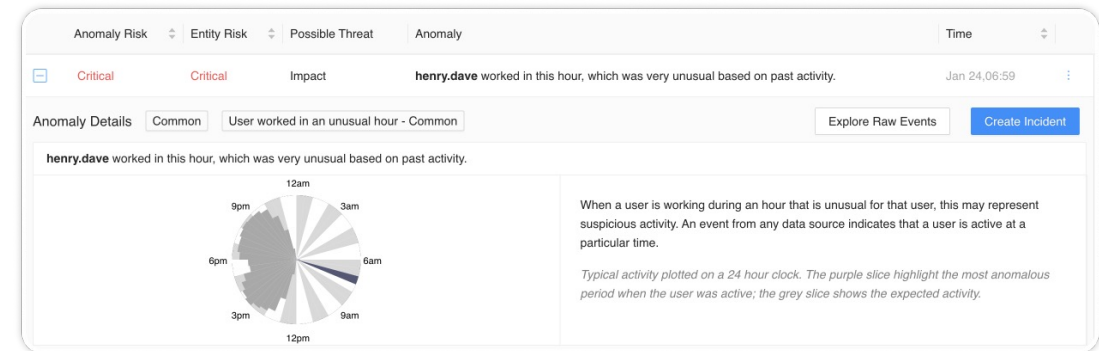 Anomaly Risk Entity Risk Possible Threat Anomaly Time
Critical Critical Impact henry.dave worked in this hour, which was very unusual based on past activity. Jan 24,06:59
Anomaly Details Common User worked in an unusual hour - Common Explore Raw Events Create Incident
henry.dave worked in this hour, which was very unusual based on past activity.
12am
9pm 3am
6pm 6am
3pm 9am
12pm
When a user is working during an hour that is unusual for that user, this may represent
suspicious activity. An event from any data source indicates that a user is active at a
particular time.
Typical activity plotted on a 24 hour clock. The purple slice highlight the most anomalous
period when the user was active; the grey slice shows the expected activity.